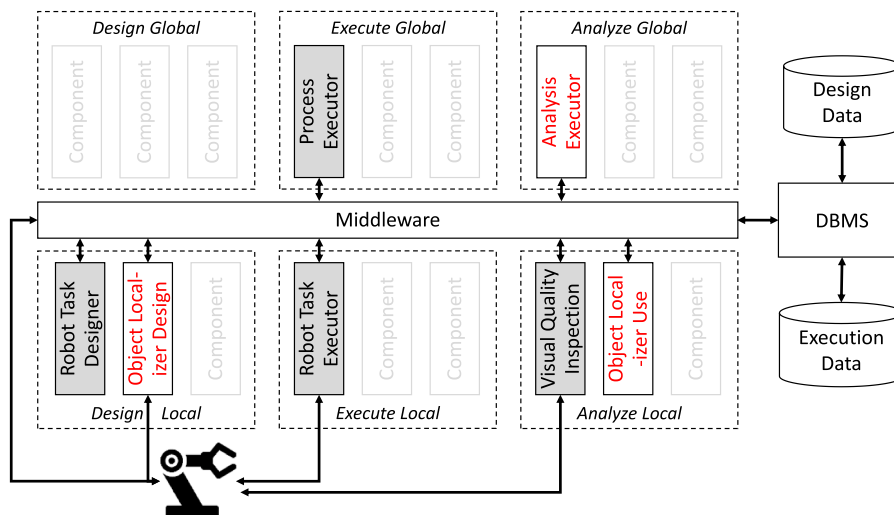 Design Global
Execute Global
Analyze Global
Component
Component
Component
Process
Executor
Component
Component
Analysis
Executor
Component
Component
Design
Data
Middleware
DBMS
Robot Task
Designer
Object Local-
izer Design
Component
Robot Task
Executor
Component
Component
Visual Quality
Inspection
Object Local
-izer Use
Component
Execution
Data
Design Local
Execute Local
Analyze Local